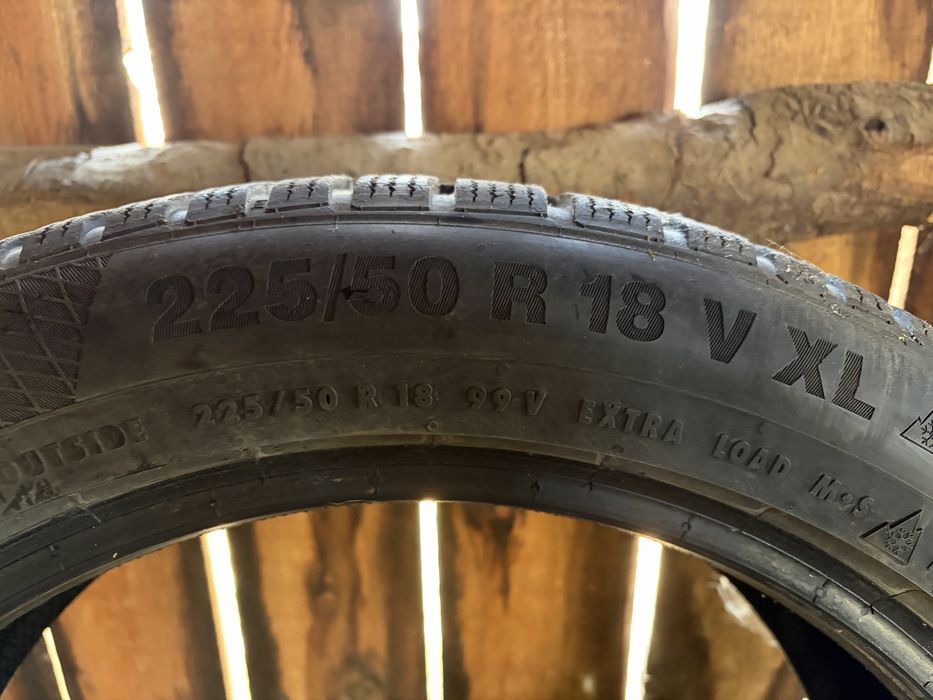 225/50 R 18 V XL
OUTSIDE 225/50 R 18 99 V EXTRA LOAD M•S